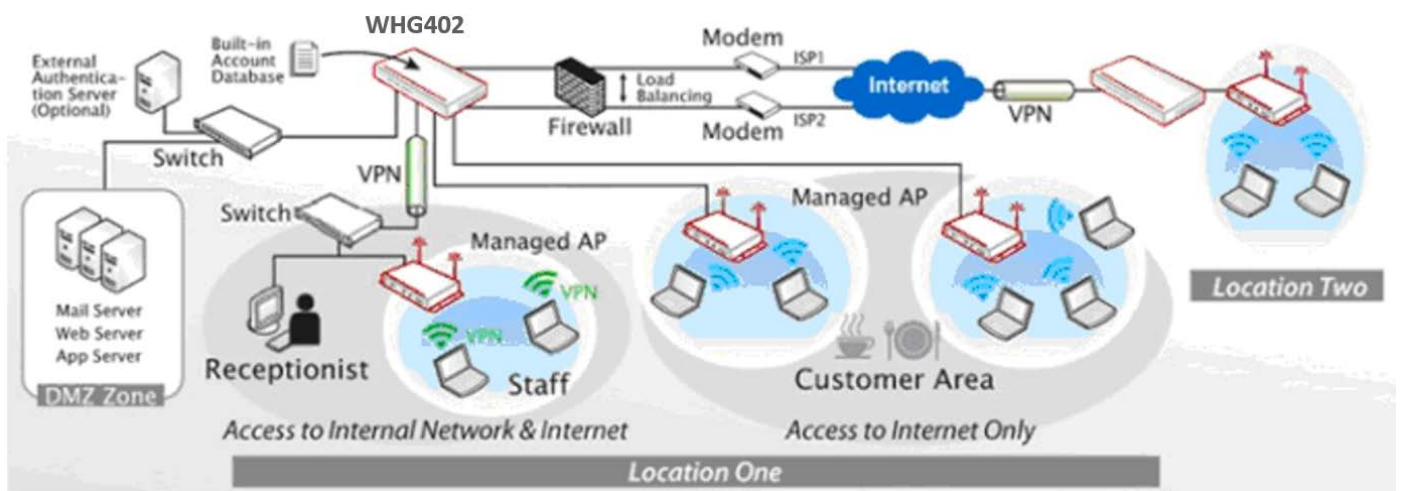 WHG402
External
Authentica-
tion Server
(Optional)
Built-in
Account
Database
Switch
Firewall
Load
Balancing
Modem
ISP1
Modem
ISP2
Internet
VPN
VPN
Switch
Managed AP
VPN
VPN
Receptionist
Staff
Managed AP
Customer Area
Location Two
Mail Server
Web Server
App Server
DMZ Zone
Access to Internal Network & Internet
Access to Internet Only
Location One